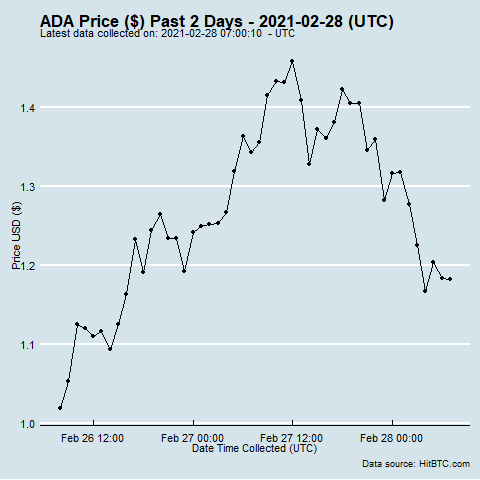 ADA Price ($) Past 2 Days - 2021-02-28 (UTC)
Latest data collected on: 2021-02-28 07:00:10 - UTC
1.4
1.3
1.2
1.1
1.0
Price USD ($)
Feb 26 12:00 Feb 27 00:00 Feb 27 12:00 Feb 28 00:00
Date Time Collected (UTC)
Data source: HitBTC.com